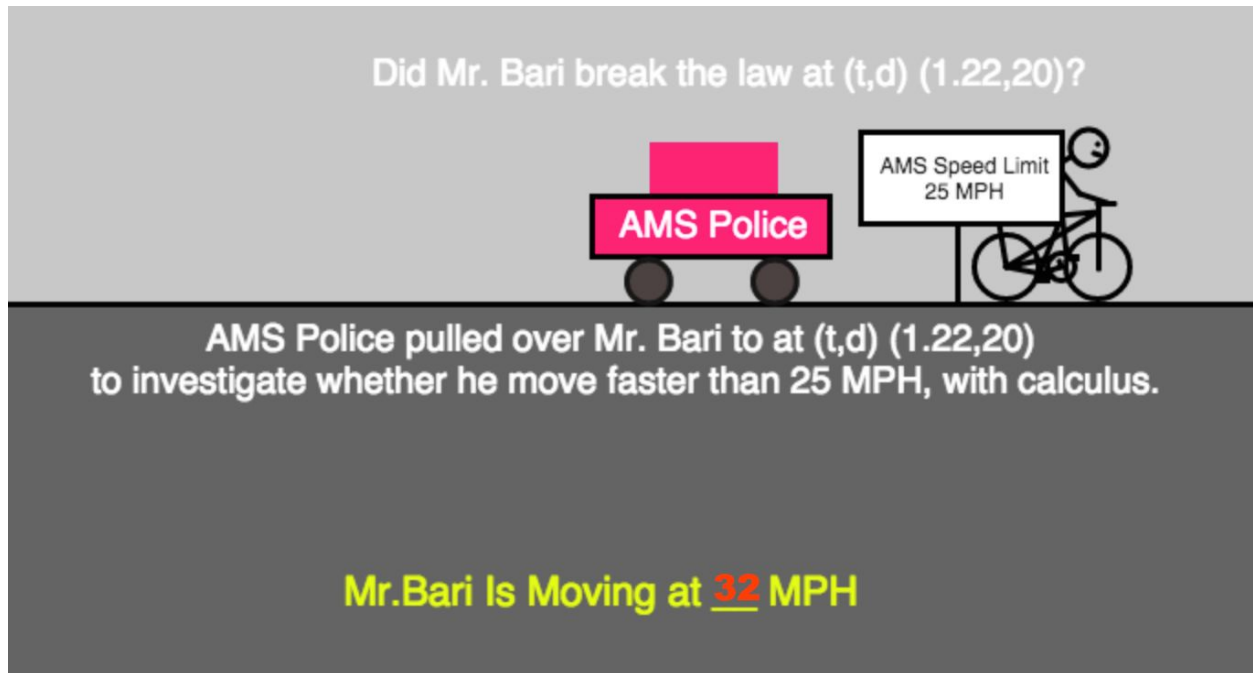 Did Mr. Bari break the law at (t,d) (1.22,20)?
AMS Speed Limit
25 MPH
AMS Police
AMS Police pulled over Mr. Bari to at (t,d) (1.22,20)
to investigate whether he move faster than 25 MPH, with calculus.
Mr.Bari Is Moving at 32 MPH